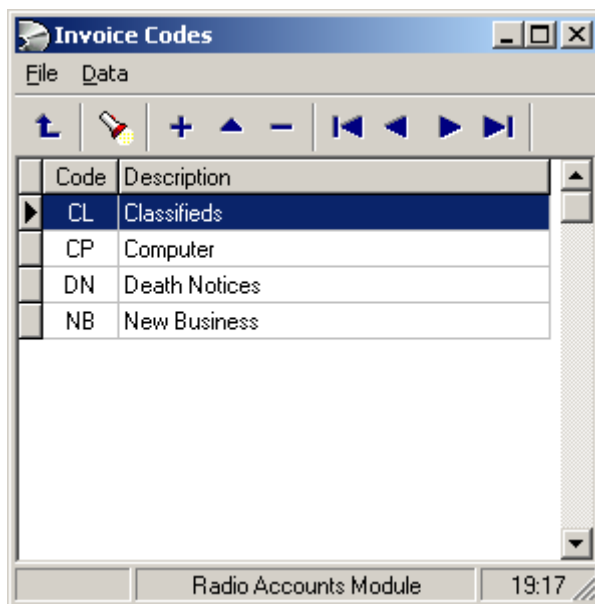 Invoice Codes
File Data
Code Description
CL Classifieds
CP Computer
DN Death Notices
NB New Business
Radio Accounts Module 19:17